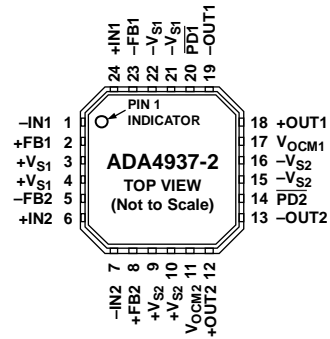 24 +IN1
23 –FB1
22 –VS1
21 –VS1
20 PD1
19 –OUT1
–IN1 1
+FB1 2
+VS1 3
+VS1 4
–FB2 5
+IN2 6
PIN 1
INDICATOR
ADA4937-2
TOP VIEW
(Not to Scale)
18 +OUT1
17 VOCM1
16 –VS2
15 –VS2
14 PD2
13 –OUT2
–IN2 7
+FB2 8
+VS2 9
+VS2 10
VOCM2 11
+OUT2 12